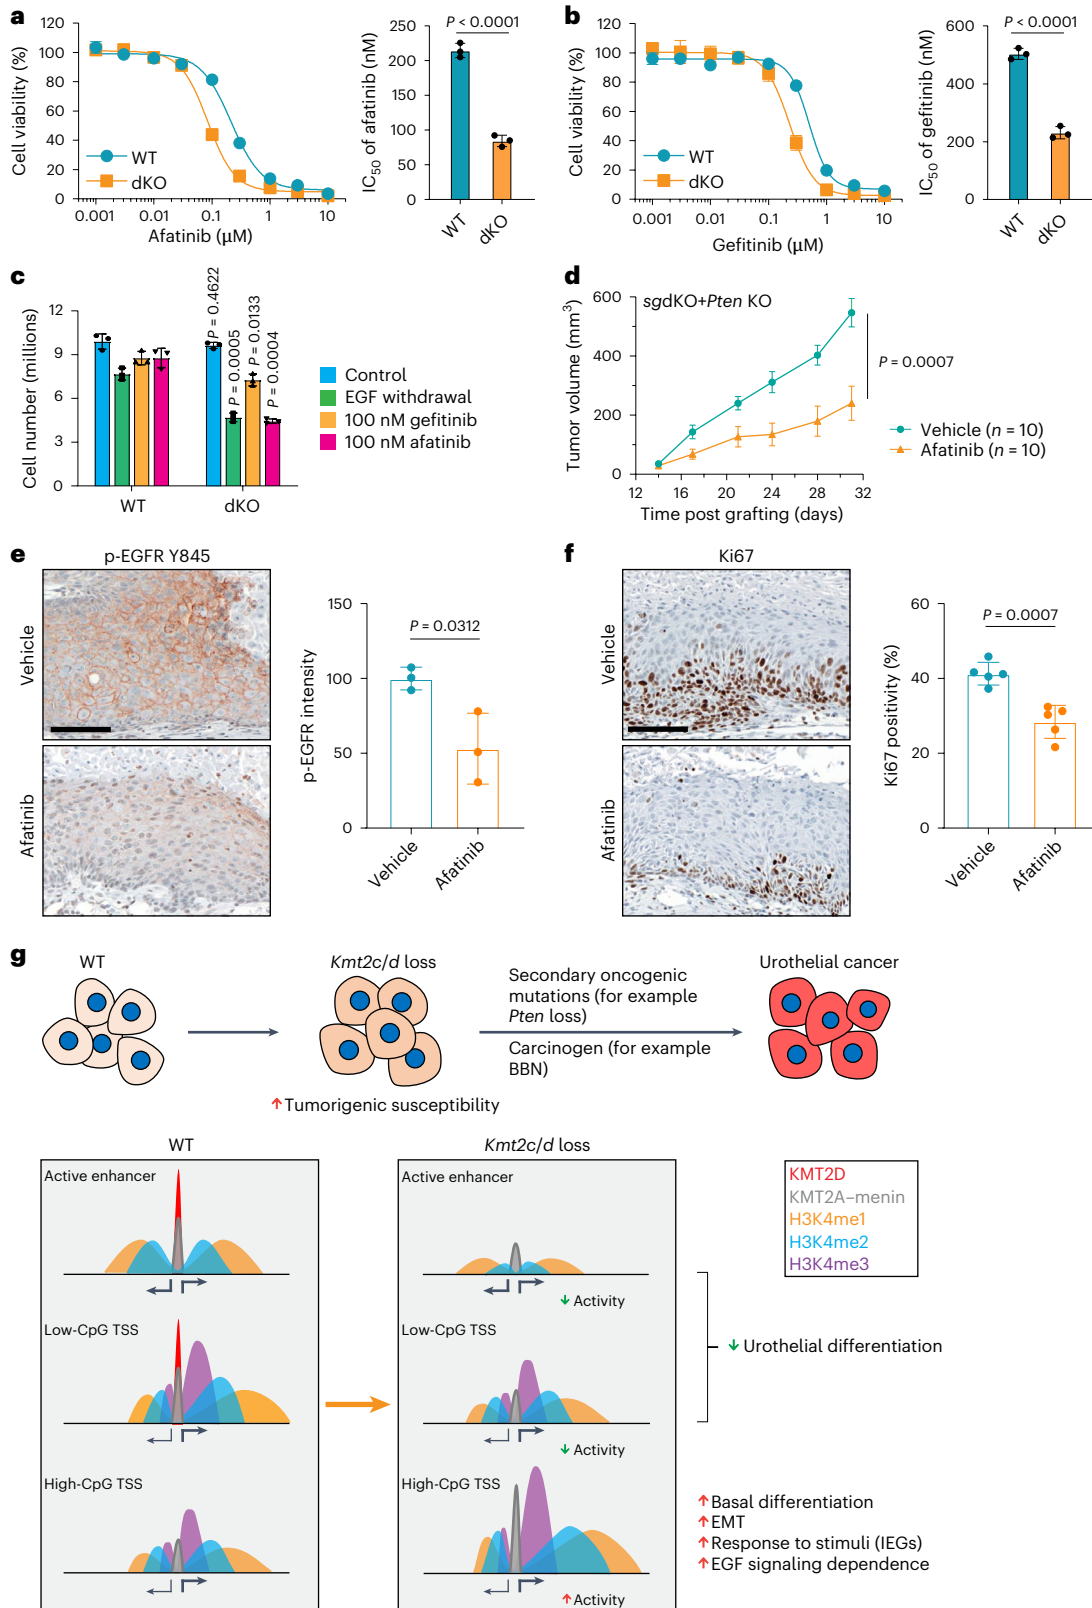 a
120
100
80
60
40
20
0
Cell viability (%)
WT
dKO
0.001
0.01
0.1
1
10
Afatinib (µM)
P < 0.0001
250
200
150
100
50
0
IC50 of afatinib (nM)
WT
dKO
b
120
100
80
60
40
20
0
Cell viability (%)
WT
dKO
0.001
0.01
0.1
1
10
Gefitinib (µM)
P < 0.0001
600
400
200
0
IC50 of gefitinib (nM)
WT
dKO
c
12
9
6
3
0
Cell number (millions)
P = 0.4622
P = 0.0005
P = 0.0133
P = 0.0004
WT
dKO
Control
EGF withdrawal
100 nM gefitinib
100 nM afatinib
d
sgdKO+Pten KO
600
400
200
0
Tumor volume (mm3)
P = 0.0007
12
16
20
24
28
32
Time post grafting (days)
Vehicle (n = 10)
Afatinib (n = 10)
e
p-EGFR Y845
Vehicle
Afatinib
150
100
50
0
p-EGFR intensity
P = 0.0312
Vehicle
Afatinib
f
Ki67
Vehicle
Afatinib
60
40
20
0
Ki67 positivity (%)
P = 0.0007
Vehicle
Afatinib
g
WT
Kmt2c/d loss
Secondary oncogenic
mutations (for example
Pten loss)
Carcinogen (for example
BBN)
Urothelial cancer
↑Tumorigenic susceptibility
WT
Active enhancer
Low-CpG TSS
High-CpG TSS
Kmt2c/d loss
Active enhancer
↓ Activity
Low-CpG TSS
↓ Activity
High-CpG TSS
↑ Activity
KMT2D
KMT2A–menin
H3K4me1
H3K4me2
H3K4me3
↓ Urothelial differentiation
↑ Basal differentiation
↑ EMT
↑ Response to stimuli (IEGs)
↑ EGF signaling dependence